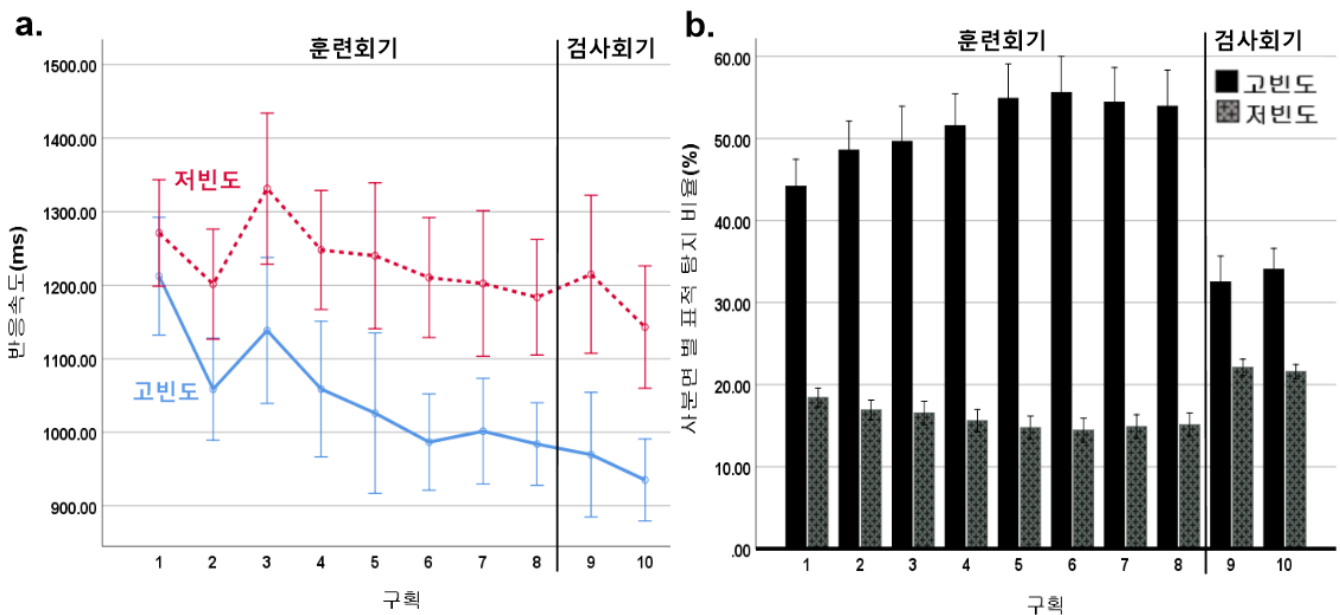 a.
훈련회기
검사회기
1500.00
1400.00
1300.00
1200.00
1100.00
1000.00
900.00
저빈도
고빈도
반응속도(ms)
1 2 3 4 5 6 7 8 9 10
구획
b.
훈련회기
검사회기
60.00
50.00
40.00
30.00
20.00
10.00
.00
고빈도
저빈도
사분면 별 표적 탐지 비율(%)
1 2 3 4 5 6 7 8 9 10
구획